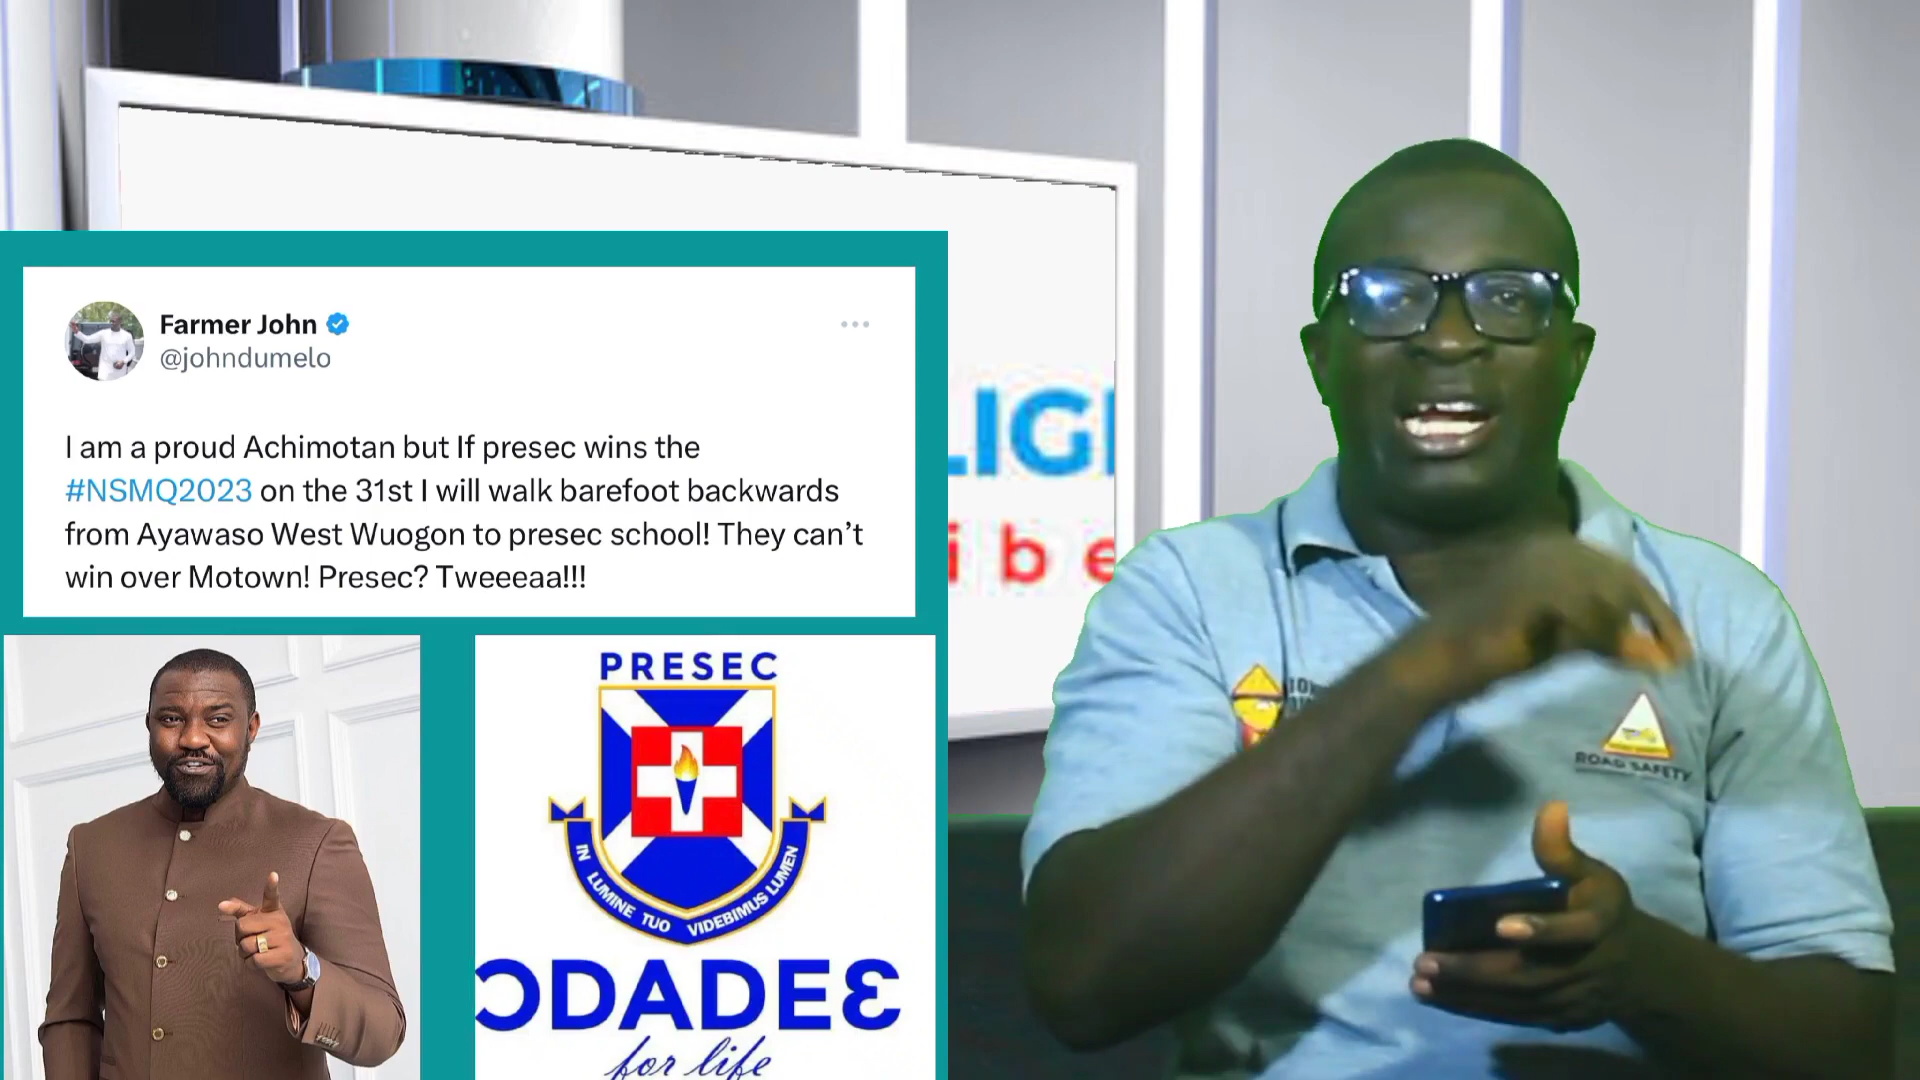 Farmer John
@johndumelo
I am a proud Achimotan but If presec wins the
#NSMQ2023 on the 31st I will walk barefoot backwards
from Ayawaso West Wuogon to presec school! They can’t
win over Motown! Presec? Tweeeaa!!!
PRESEC
IN LUMINE TUO VIDEBIMUS LUMEN
ƆDADEƐ
for life
LIG
i b e
ROAD SAFETY